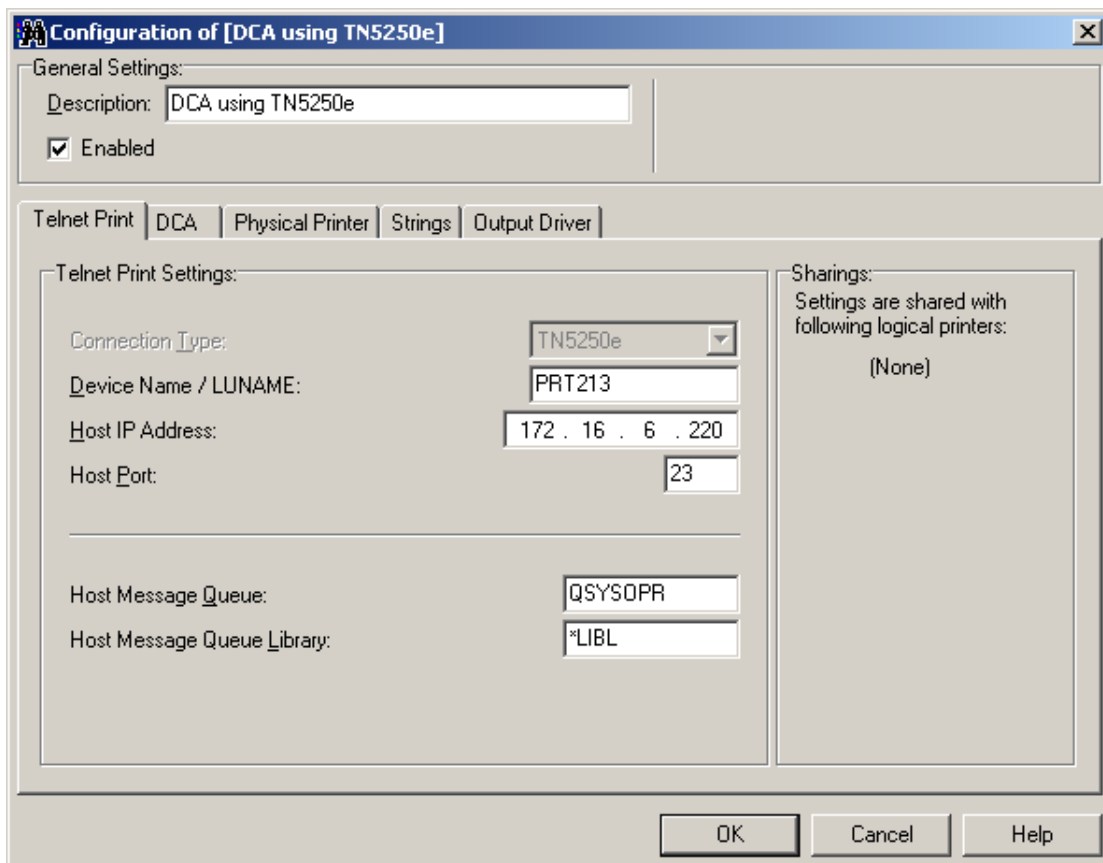 Configuration of [DCA using TN5250e]
General Settings:
Description: DCA using TN5250e
Enabled
Telnet Print DCA Physical Printer Strings Output Driver
Telnet Print Settings:
Connection Type: TN5250e
Device Name / LUNAME: PRT213
Host IP Address: 172 . 16 . 6 . 220
Host Port: 23
Host Message Queue: QSYSOPR
Host Message Queue Library: *LIBL
Sharings:
Settings are shared with
following logical printers:
(None)
OK Cancel Help